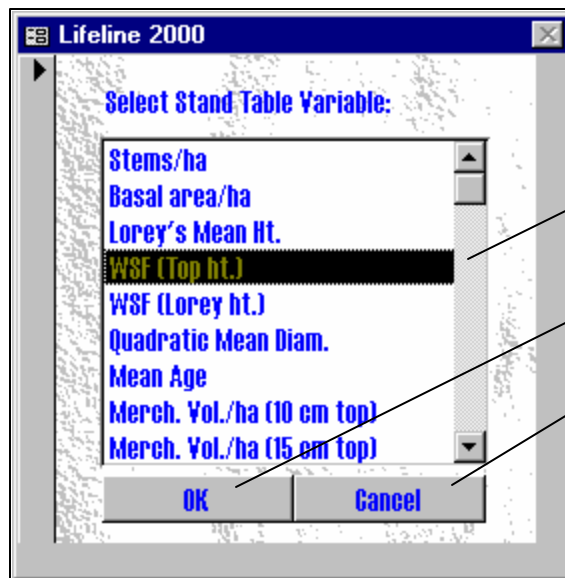 Lifeline 2000
Select Stand Table Variable:
Stems/ha
Basal area/ha
Lorey's Mean Ht.
WSF (Top ht.)
WSF (Lorey ht.)
Quadratic Mean Diam.
Mean Age
Merch. Vol./ha (10 cm top)
Merch. Vol./ha (15 cm top)
OK Cancel